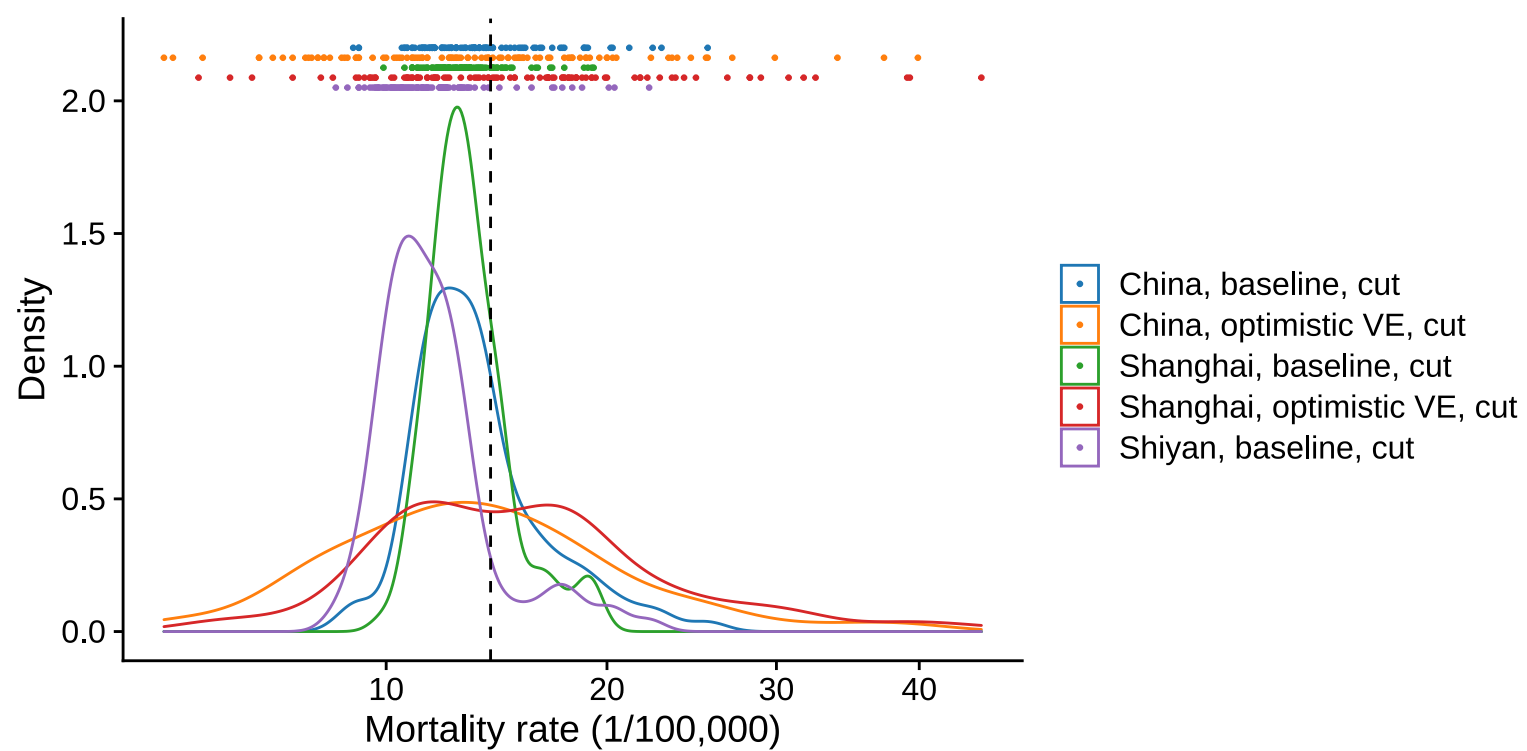 2.0
1.5
1.0
0.5
0.0
Density
10 20 30 40
Mortality rate (1/100,000)
China, baseline, cut
China, optimistic VE, cut
Shanghai, baseline, cut
Shanghai, optimistic VE, cut
Shiyan, baseline, cut